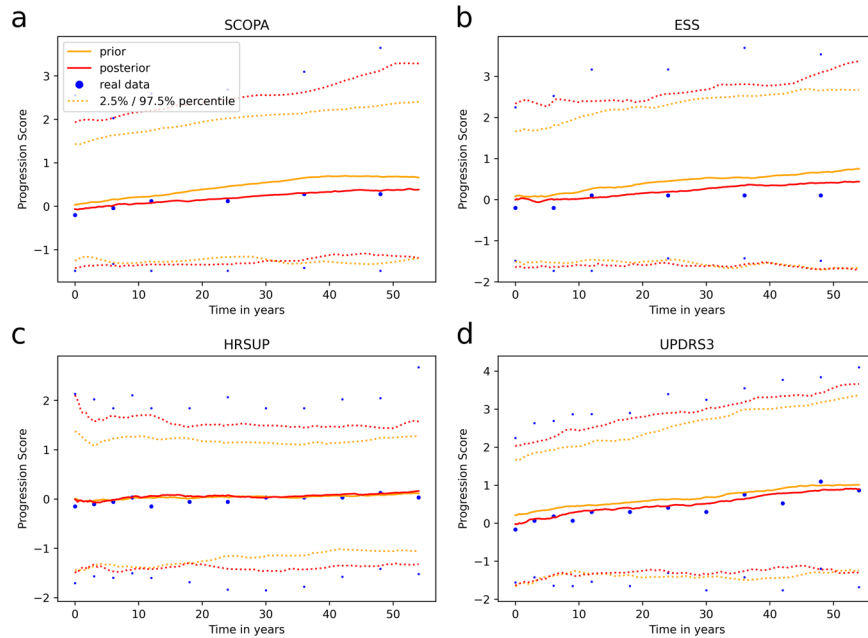 a
SCOPA
prior
posterior
real data
2.5% / 97.5% percentile
Progression Score
3
2
1
0
−1
0 10 20 30 40 50
Time in years
b
ESS
Progression Score
3
2
1
0
−1
−2
0 10 20 30 40 50
Time in years
c
HRSUP
Progression Score
2
1
0
−1
−2
0 10 20 30 40 50
Time in years
d
UPDRS3
Progression Score
4
3
2
1
0
−1
−2
0 10 20 30 40 50
Time in years